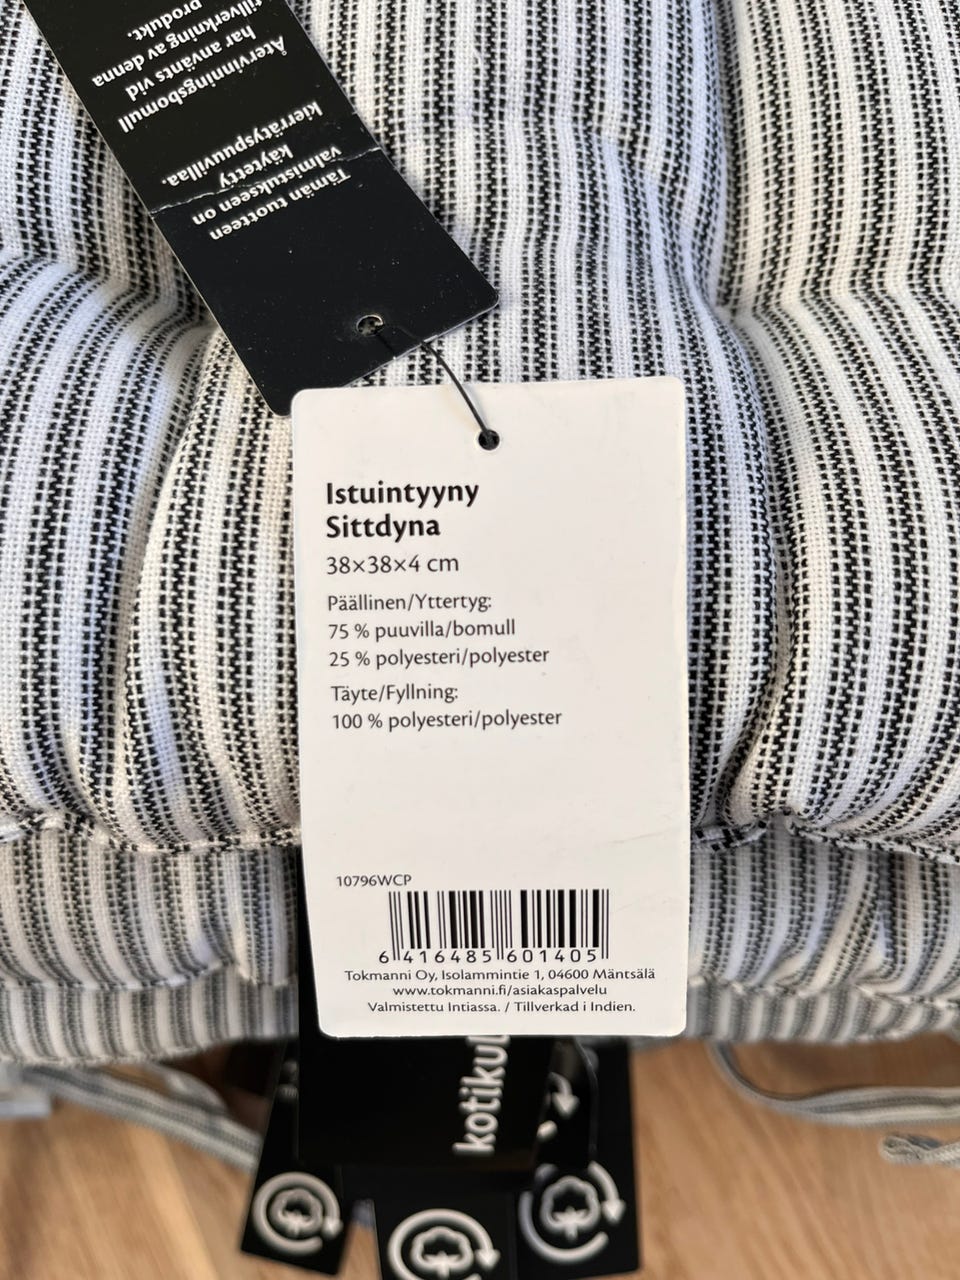 Tämän tuotteen
valmistukseen on
käytetty
kierrätyspuuvillaa.
Återvinningsbomull
har använts vid
tillverkning av denna
produkt.
Istuintyyny
Sittdyna
38×38×4 cm
Päällinen/Yttertyg:
75 % puuvilla/bomull
25 % polyesteri/polyester
Täyte/Fyllning:
100 % polyesteri/polyester
10796WCP
6 416485 601405
Tokmanni Oy, Isolammintie 1, 04600 Mäntsälä
www.tokmanni.fi/asiakaspalvelu
Valmistettu Intiassa. / Tillverkad i Indien.